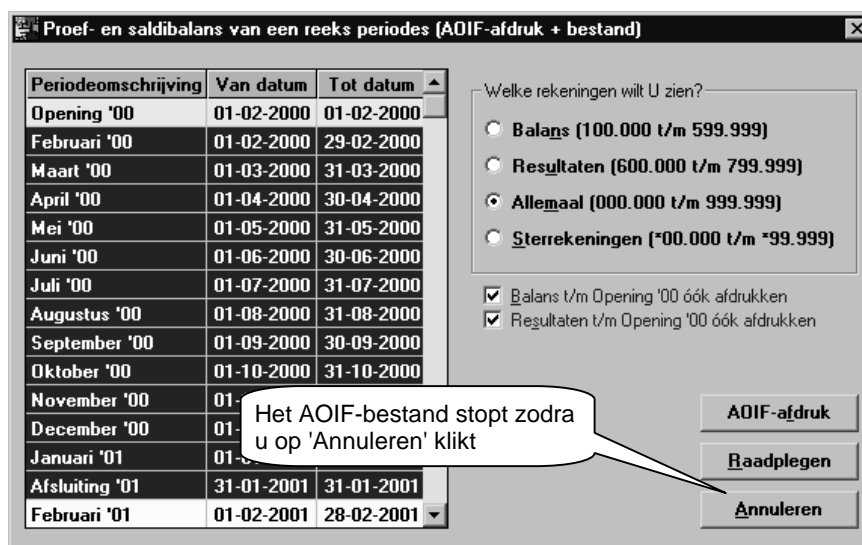 Proef- en saldibalans van een reeks periodes (AOIF-afdruk + bestand)
Periodeomschrijving Van datum Tot datum
Opening '00 01-02-2000 01-02-2000
Februari '00 01-02-2000 29-02-2000
Maart '00 01-03-2000 31-03-2000
April '00 01-04-2000 30-04-2000
Mei '00 01-05-2000 31-05-2000
Juni '00 01-06-2000 30-06-2000
Juli '00 01-07-2000 31-07-2000
Augustus '00 01-08-2000 31-08-2000
September '00 01-09-2000 30-09-2000
Oktober '00 01-10-2000 31-10-2000
November '00 01-
December '00 01-
Januari '01 01-
Afsluiting '01 31-01-2001 31-01-2001
Februari '01 01-02-2001 28-02-2001
Welke rekeningen wilt U zien?
Balans (100.000 t/m 599.999)
Resultaten (600.000 t/m 799.999)
Allemaal (000.000 t/m 999.999)
Sterrekeningen (*00.000 t/m *99.999)
Balans t/m Opening '00 óók afdrukken
Resultaten t/m Opening '00 óók afdrukken
Het AOIF-bestand stopt zodra
u op 'Annuleren' klikt
AOIF-afdruk
Raadplegen
Annuleren